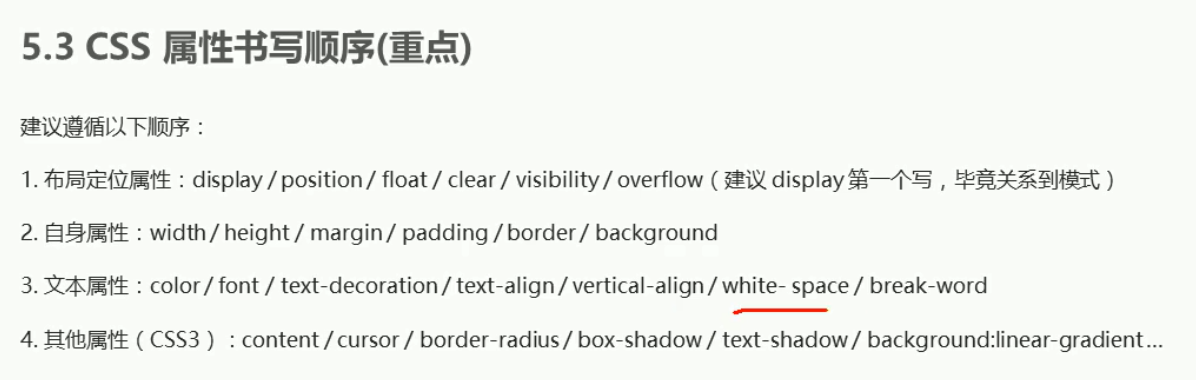 5.3 CSS 属性书写顺序(重点)
建议遵循以下顺序：
1. 布局定位属性：display / position / float / clear / visibility / overflow（建议 display 第一个写，毕竟关系到模式）
2. 自身属性：width / height / margin / padding / border / background
3. 文本属性：color / font / text-decoration / text-align / vertical-align / white- space / break-word
4. 其他属性（CSS3）：content / cursor / border-radius / box-shadow / text-shadow / background:linear-gradient...